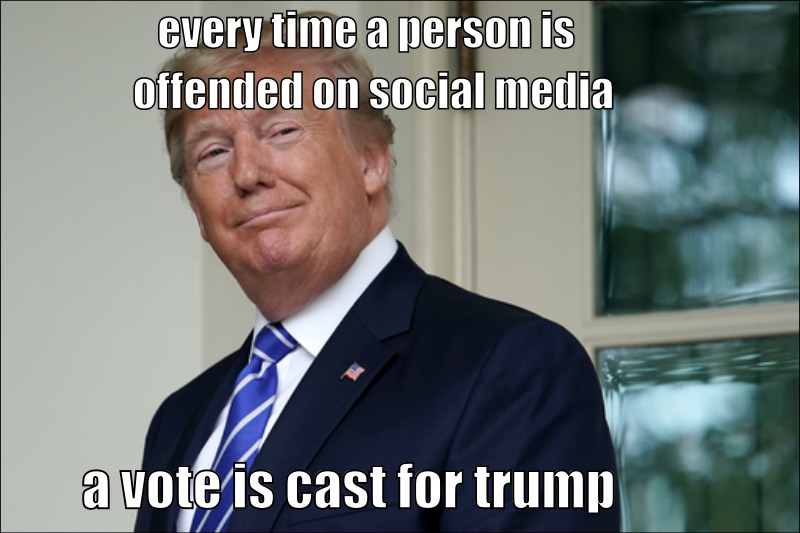 every time a person is
offended on social media
a vote is cast for trump